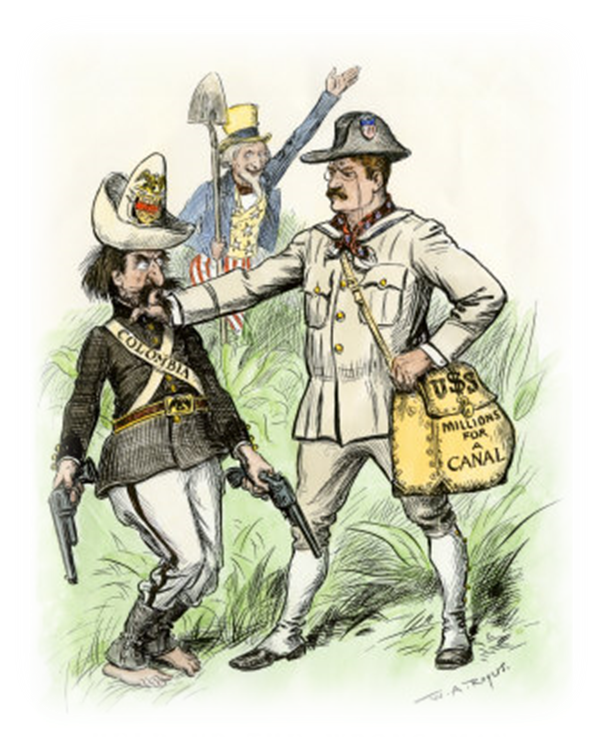 COLOMBIA
U$S
MILLIONS
FOR
A
CANAL
W. A. Rogers.